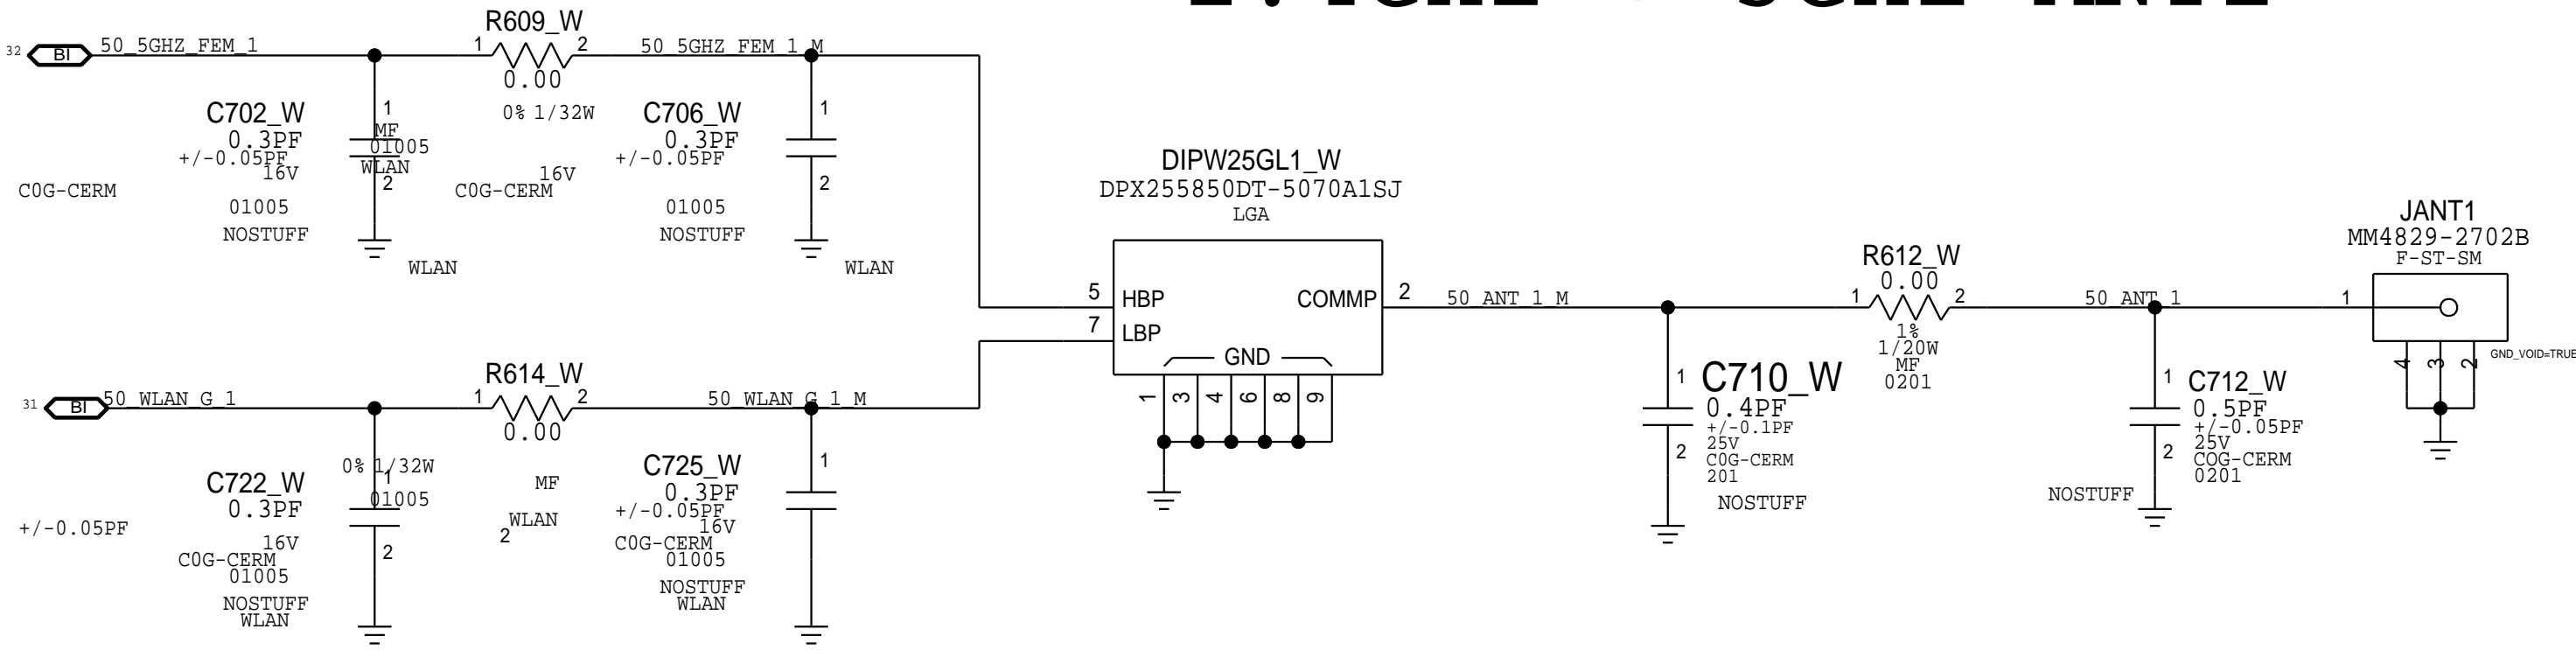 R609_W
32 BI 50_5GHZ_FEM_1 1 2 50_5GHZ_FEM_1_M
0.00
0% 1/32W
C702_W
0.3PF
+/-0.05PF
16V
C0G-CERM
01005
NOSTUFF
WLAN
1
2
MF
01005
WLAN
C706_W
0.3PF
+/-0.05PF
16V
C0G-CERM
01005
NOSTUFF
WLAN
1
2
DIPW25GL1_W
DPX255850DT-5070A1SJ
LGA
5 HBP COMMP 2
7 LBP
GND
1 3 4 6 8 9
50_ANT_1_M
R612_W
0.00
1 2
1%
1/20W
MF
0201
50_ANT_1
JANT1
MM4829-2702B
F-ST-SM
1
4 3 2
GND_VOID=TRUE
1 C710_W
0.4PF
+/-0.1PF
25V
2 C0G-CERM
201
NOSTUFF
1 C712_W
0.5PF
+/-0.05PF
25V
2 COG-CERM
0201
NOSTUFF
R614_W
31 BI 50_WLAN_G_1 1 2 50_WLAN_G_1_M
0.00
0% 1/32W
01005
MF
WLAN
2
C722_W
0.3PF
+/-0.05PF
16V
C0G-CERM
01005
NOSTUFF
WLAN
1
2
C725_W
0.3PF
+/-0.05PF
16V
C0G-CERM
01005
NOSTUFF
WLAN
1